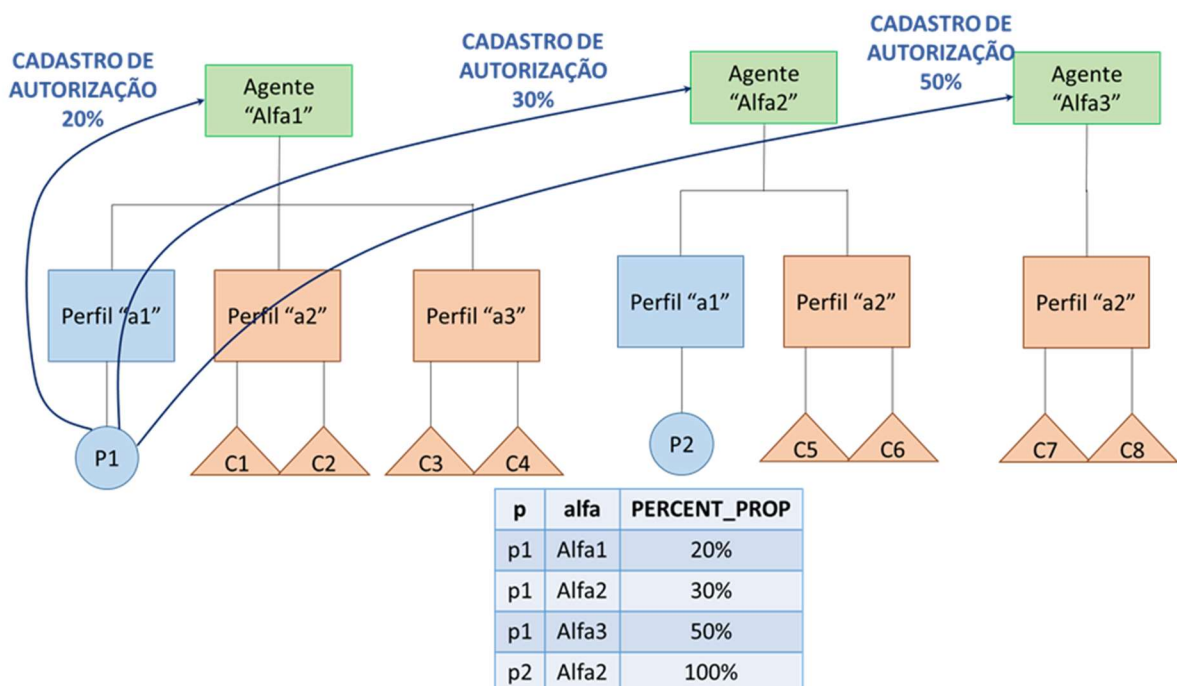 CADASTRO DE
AUTORIZAÇÃO
20%
Agente
“Alfa1”
CADASTRO DE
AUTORIZAÇÃO
30%
Agente
“Alfa2”
CADASTRO DE
AUTORIZAÇÃO
50%
Agente
“Alfa3”
Perfil “a1”
Perfil “a2”
Perfil “a3”
Perfil “a1”
Perfil “a2”
Perfil “a2”
P1
C1
C2
C3
C4
P2
C5
C6
C7
C8
p alfa PERCENT_PROP
p1 Alfa1 20%
p1 Alfa2 30%
p1 Alfa3 50%
p2 Alfa2 100%